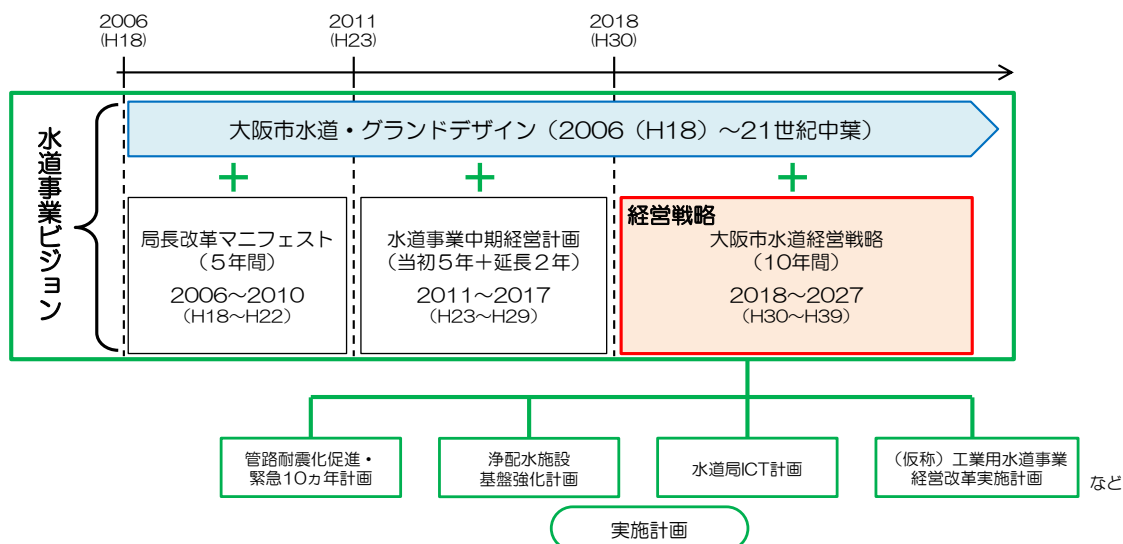 2006
(H18)
2011
(H23)
2018
(H30)
水道事業ビジョン
大阪市水道・グランドデザイン(2006(H18)~21世紀中葉)
+
+
+
局長改革マニフェスト
(5年間)
2006~2010
(H18~H22)
水道事業中期経営計画
(当初5年+延長2年)
2011~2017
(H23~H29)
経営戦略
大阪市水道経営戦略
(10年間)
2018~2027
(H30~H39)
管路耐震化促進・
緊急10ヵ年計画
浄配水施設
基盤強化計画
水道局ICT計画
(仮称)工業用水道事業
経営改革実施計画
など
実施計画